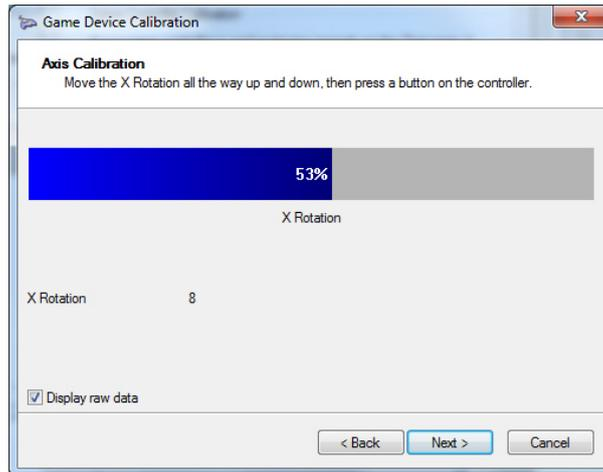 Game Device Calibration
Axis Calibration
Move the X Rotation all the way up and down, then press a button on the controller.
53%
X Rotation
X Rotation 8
Display raw data
< Back Next > Cancel